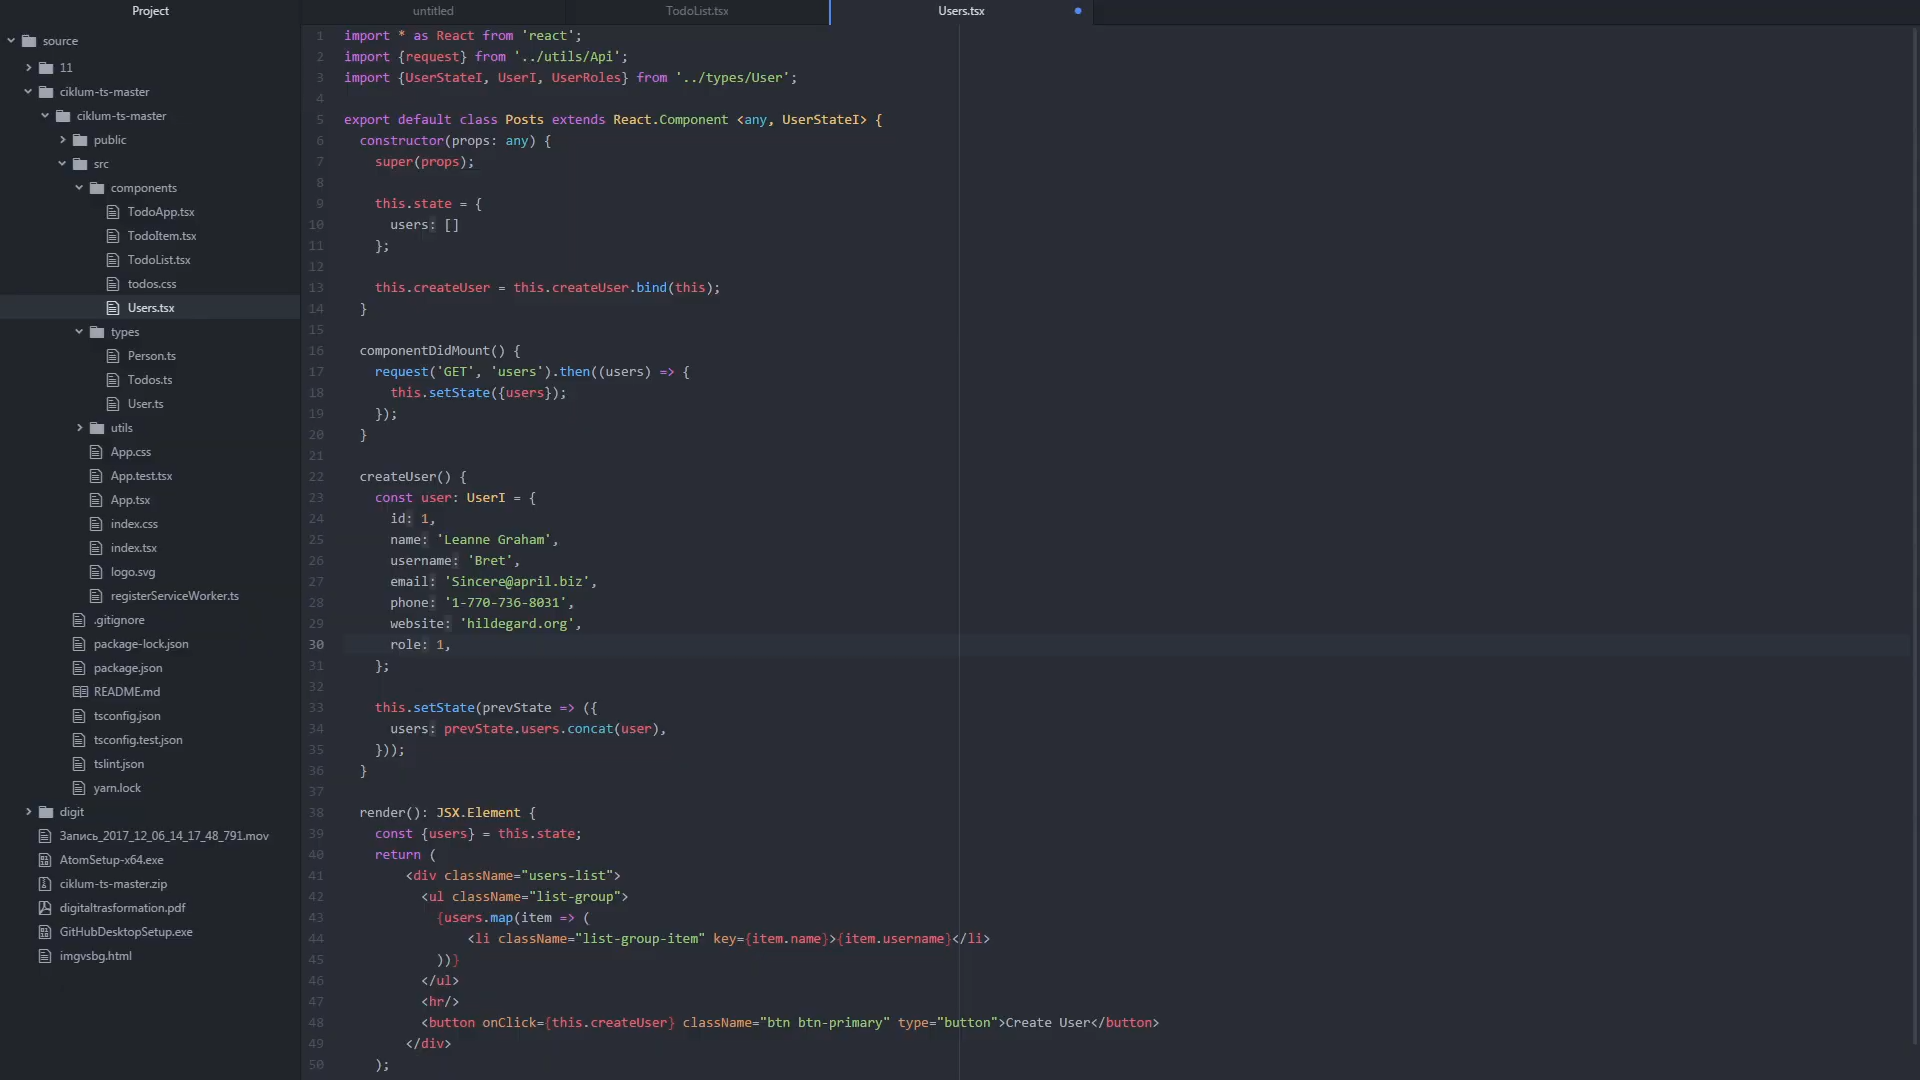 Project
source
11
ciklum-ts-master
ciklum-ts-master
public
src
components
TodoApp.tsx
TodoItem.tsx
TodoList.tsx
todos.css
Users.tsx
types
Person.ts
Todos.ts
User.ts
utils
App.css
App.test.tsx
App.tsx
index.css
index.tsx
logo.svg
registerServiceWorker.ts
.gitignore
package-lock.json
package.json
README.md
tsconfig.json
tsconfig.test.json
tslint.json
yarn.lock
digit
Запись_2017_12_06_14_17_48_791.mov
AtomSetup-x64.exe
ciklum-ts-master.zip
digitaltrasformation.pdf
GitHubDesktopSetup.exe
imgvsbg.html
untitled TodoList.tsx Users.tsx
1 import * as React from 'react';
2 import {request} from '../utils/Api';
3 import {UserStateI, UserI, UserRoles} from '../types/User';
4
5 export default class Posts extends React.Component <any, UserStateI> {
6 constructor(props: any) {
7 super(props);
8
9 this.state = {
10 users: []
11 };
12
13 this.createUser = this.createUser.bind(this);
14 }
15
16 componentDidMount() {
17 request('GET', 'users').then((users) => {
18 this.setState({users});
19 });
20 }
21
22 createUser() {
23 const user: UserI = {
24 id: 1,
25 name: 'Leanne Graham',
26 username: 'Bret',
27 email: 'Sincere@april.biz',
28 phone: '1-770-736-8031',
29 website: 'hildegard.org',
30 role: 1,
31 };
32
33 this.setState(prevState => ({
34 users: prevState.users.concat(user),
35 }));
36 }
37
38 render(): JSX.Element {
39 const {users} = this.state;
40 return (
41 <div className="users-list">
42 <ul className="list-group">
43 {users.map(item => (
44 <li className="list-group-item" key={item.name}>{item.username}</li>
45 ))}
46 </ul>
47 <hr/>
48 <button onClick={this.createUser} className="btn btn-primary" type="button">Create User</button>
49 </div>
50 );